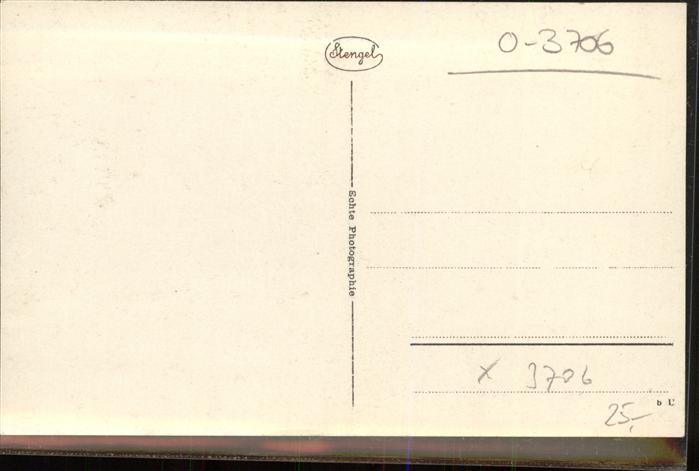 Stengel
O-3706
Echte Photographie
x 3706
b L'
25,-